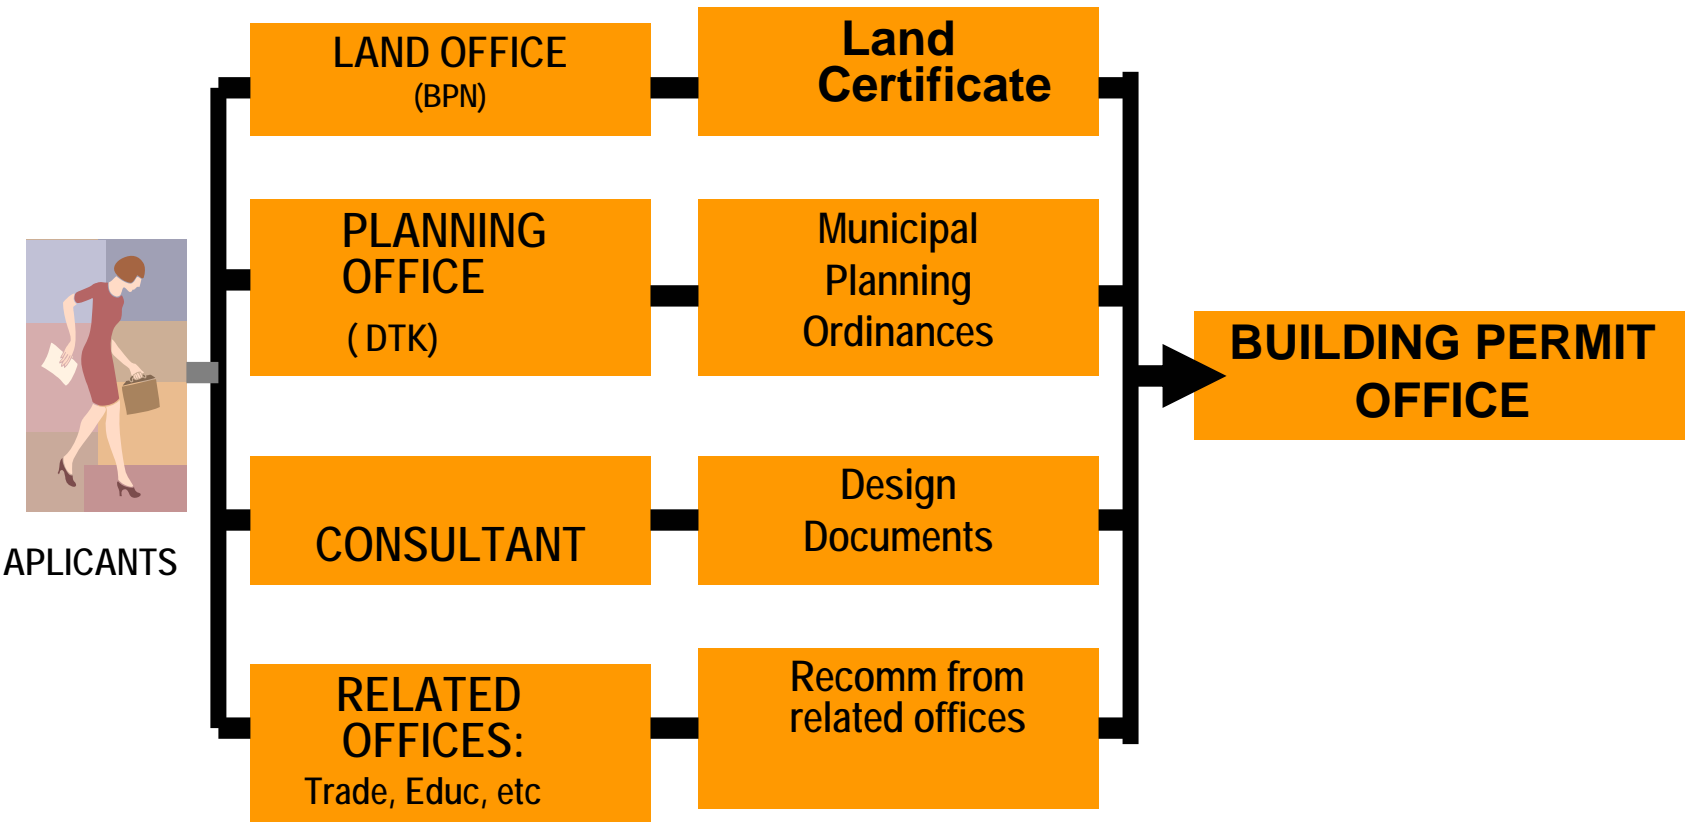 LAND OFFICE
(BPN)
Land
Certificate
PLANNING
OFFICE
( DTK)
Municipal
Planning
Ordinances
BUILDING PERMIT
OFFICE
CONSULTANT
Design
Documents
APLICANTS
RELATED
OFFICES:
Trade, Educ, etc
Recomm from
related offices